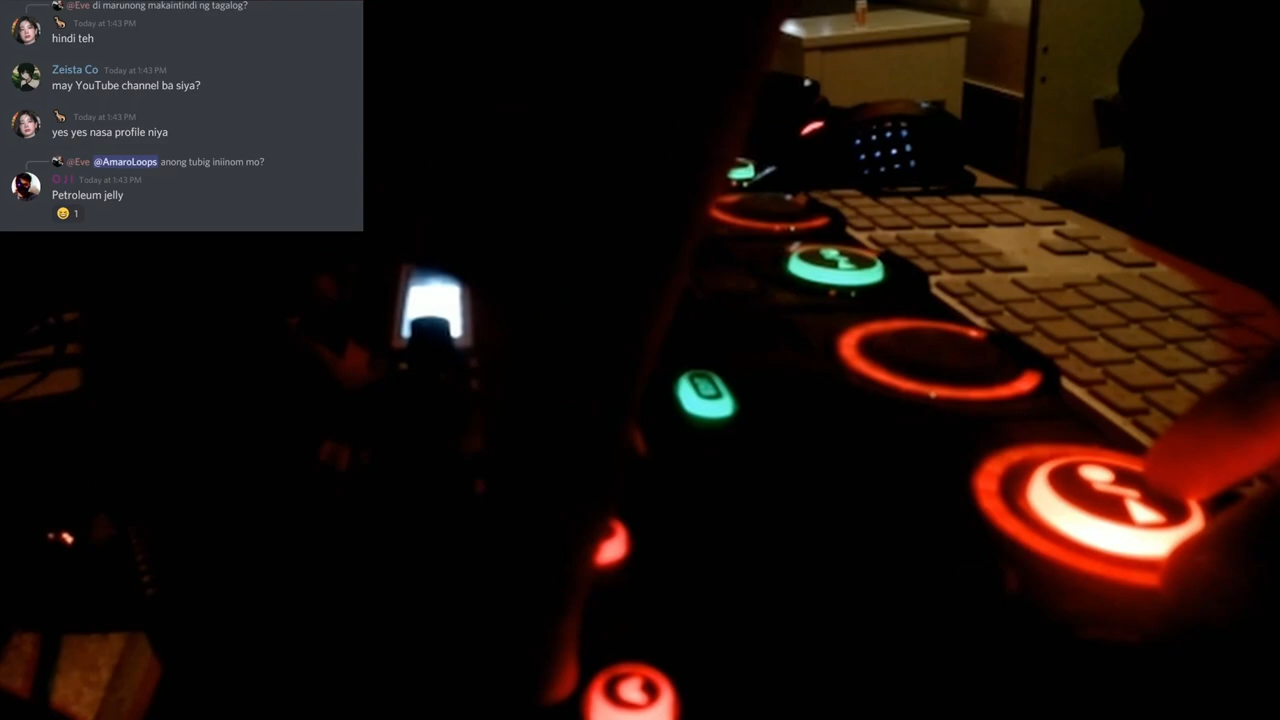 @Eve di marunong makaintindi ng tagalog?
Today at 1:43 PM
hindi teh
Zeista Co Today at 1:43 PM
may YouTube channel ba siya?
Today at 1:43 PM
yes yes nasa profile niya
@Eve @AmaroLoops anong tubig iniinom mo?
Today at 1:43 PM
Petroleum jelly
1